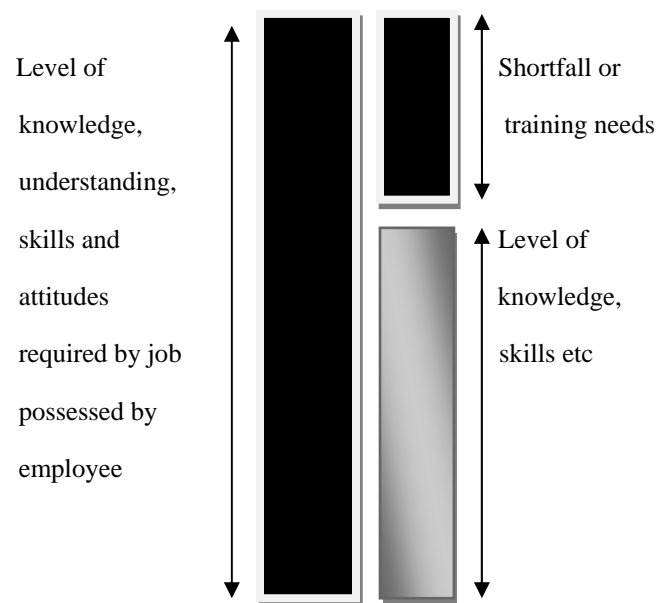 Level of
knowledge,
understanding,
skills and
attitudes
required by job
possessed by
employee
Shortfall or
training needs
Level of
knowledge,
skills etc